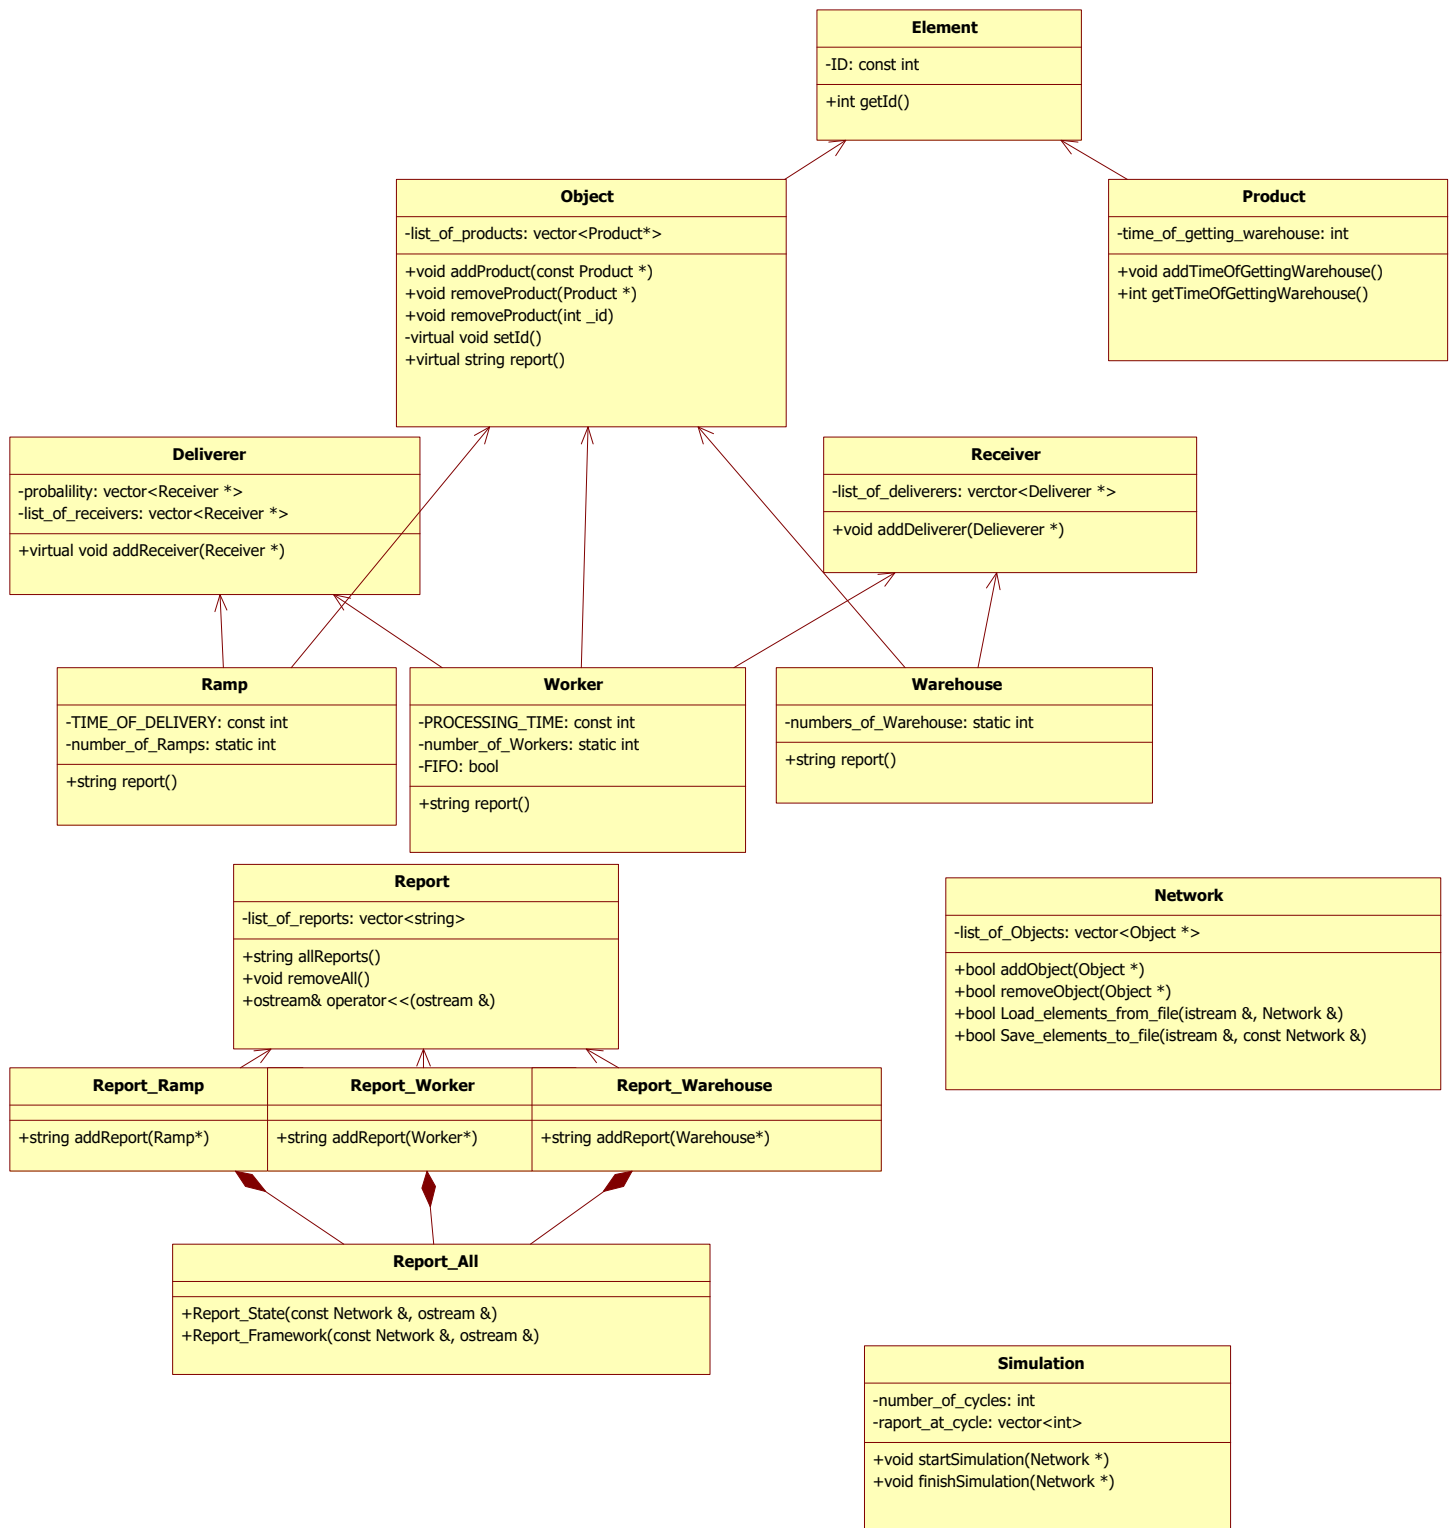 Element
-ID: const int
+int getId()
Object
-list_of_products: vector<Product*>
+void addProduct(const Product *)
+void removeProduct(Product *)
+void removeProduct(int _id)
-virtual void setId()
+virtual string report()
Product
-time_of_getting_warehouse: int
+void addTimeOfGettingWarehouse()
+int getTimeOfGettingWarehouse()
Deliverer
-probalility: vector<Receiver *>
-list_of_receivers: vector<Receiver *>
+virtual void addReceiver(Receiver *)
Receiver
-list_of_deliverers: verctor<Deliverer *>
+void addDeliverer(Delieverer *)
Ramp
-TIME_OF_DELIVERY: const int
-number_of_Ramps: static int
+string report()
Worker
-PROCESSING_TIME: const int
-number_of_Workers: static int
-FIFO: bool
+string report()
Warehouse
-numbers_of_Warehouse: static int
+string report()
Report
-list_of_reports: vector<string>
+string allReports()
+void removeAll()
+ostream& operator<<(ostream &)
Network
-list_of_Objects: vector<Object *>
+bool addObject(Object *)
+bool removeObject(Object *)
+bool Load_elements_from_file(istream &, Network &)
+bool Save_elements_to_file(istream &, const Network &)
Report_Ramp
+string addReport(Ramp*)
Report_Worker
+string addReport(Worker*)
Report_Warehouse
+string addReport(Warehouse*)
Report_All
+Report_State(const Network &, ostream &)
+Report_Framework(const Network &, ostream &)
Simulation
-number_of_cycles: int
-raport_at_cycle: vector<int>
+void startSimulation(Network *)
+void finishSimulation(Network *)